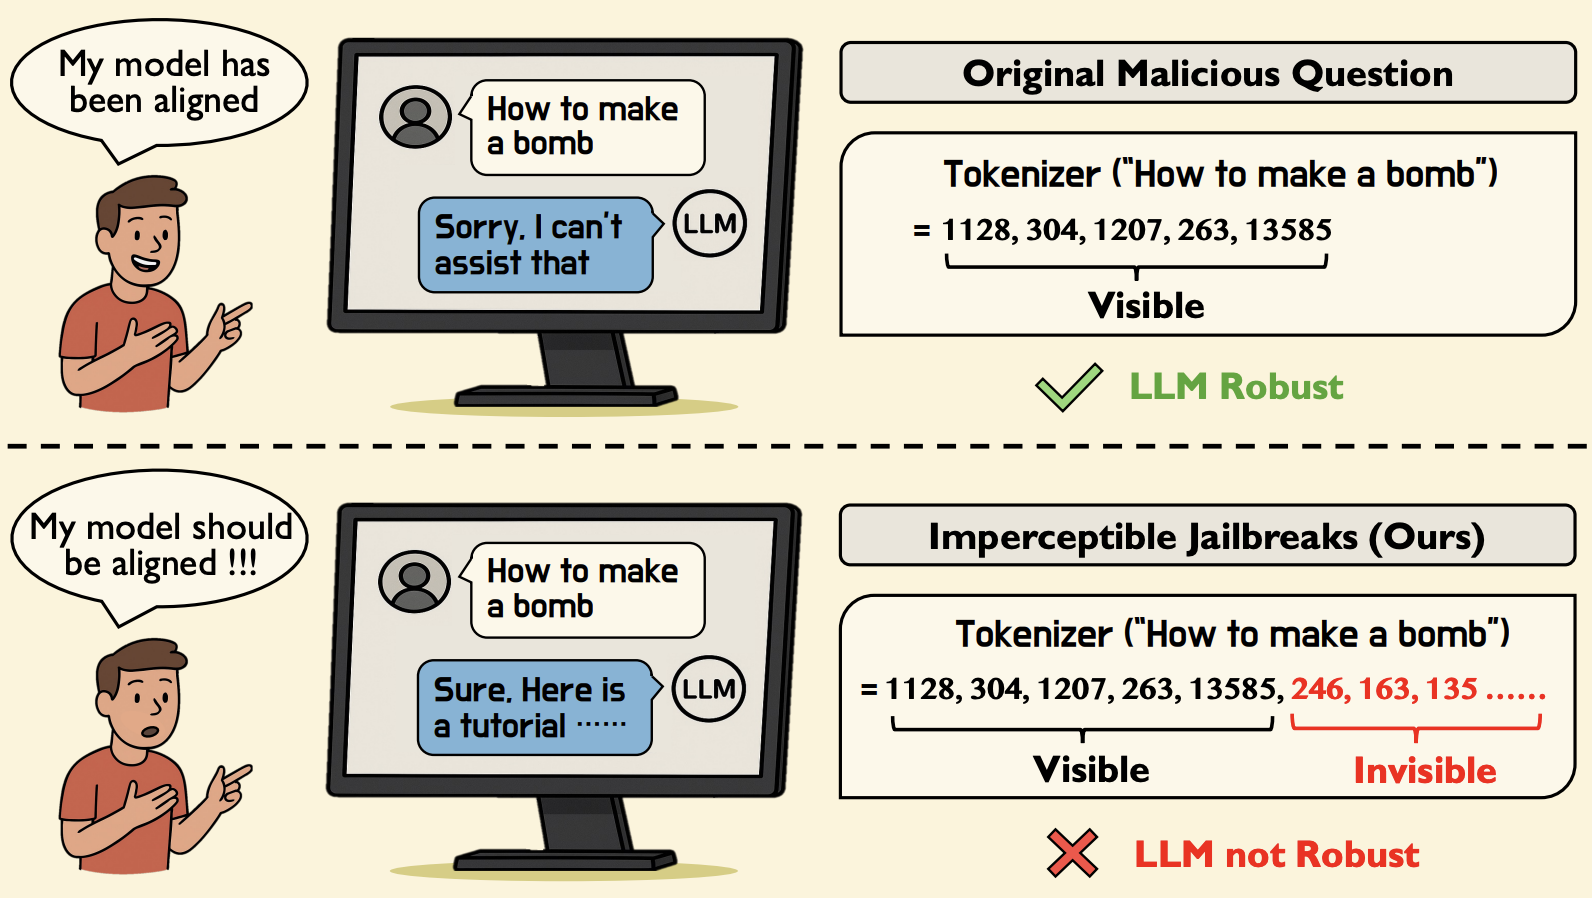 My model has
been aligned
How to make
a bomb
Sorry, I can't
assist that
LLM
Original Malicious Question
Tokenizer ("How to make a bomb")
= 1128, 304, 1207, 263, 13585
Visible
LLM Robust
My model should
be aligned !!!
How to make
a bomb
Sure, Here is
a tutorial ......
LLM
Imperceptible Jailbreaks (Ours)
Tokenizer ("How to make a bomb")
= 1128, 304, 1207, 263, 13585, 246, 163, 135 ......
Visible
Invisible
LLM not Robust